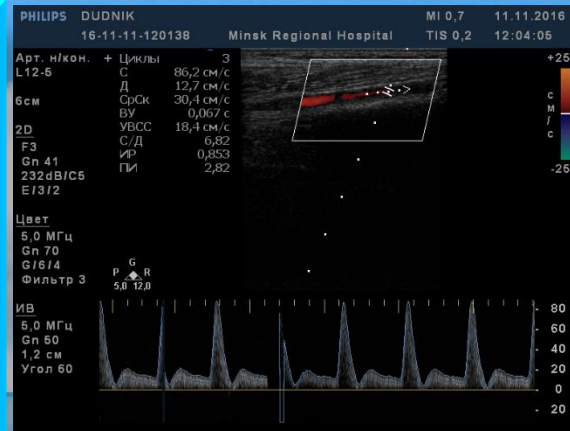 PHILIPS DUDNIK MI 0,7 11.11.2016
16-11-11-120138 Minsk Regional Hospital TIS 0,2 12:04:05
Арт. н/кон.
L12-5
6см
2D
F3
Gn 41
232dB/C5
E/3/2
Цвет
5,0 МГц
Gn 70
G/6/4
Фильтр 3
ИВ
5,0 МГц
Gn 50
1,2 см
Угол 60
+ Циклы 3
С 86,2 см/с
Д 12,7 см/с
СрСк 30,4 см/с
ВУ 0,067 с
УВСС 18,4 см/с
С/Д 6,82
ИР 0,853
ПИ 2,82
G
P R
5,0 12,0
+25
с
м
/
с
-25
80
60
40
20
0
20